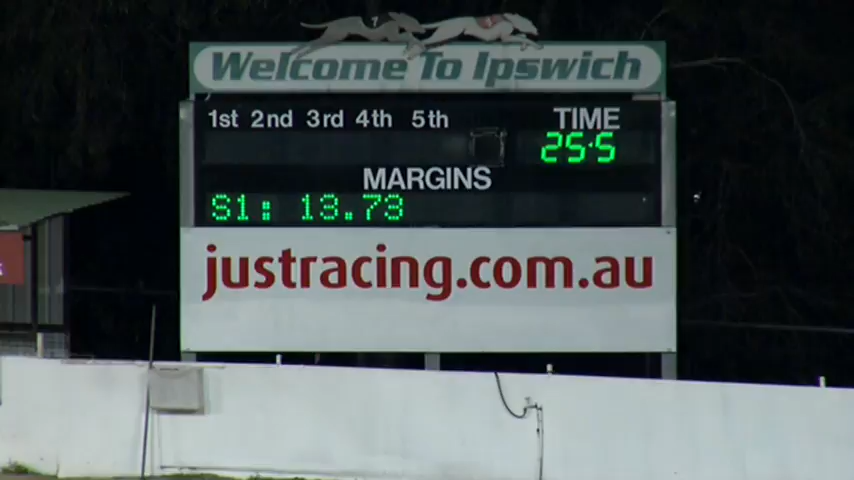 Welcome To Ipswich
1st 2nd 3rd 4th 5th TIME
25.5
MARGINS
S1: 13.73
justracing.com.au